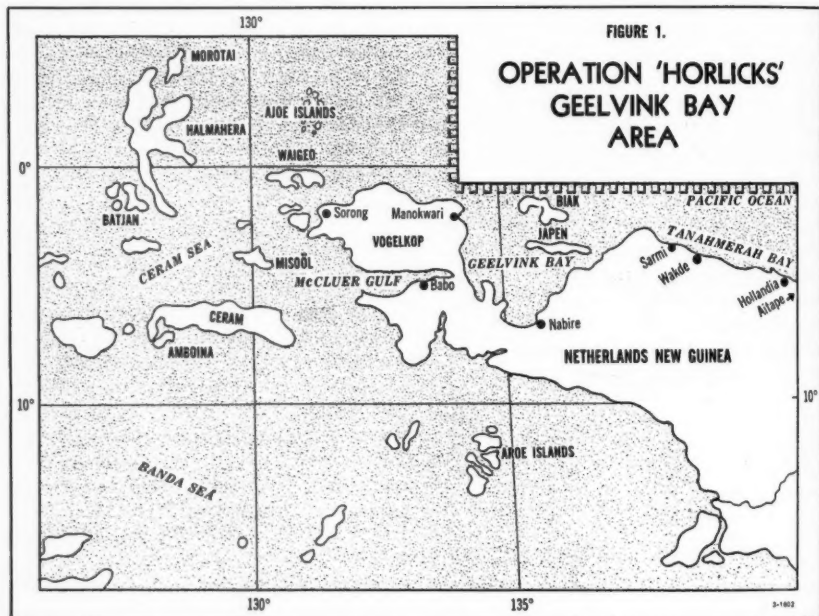 FIGURE 1.
OPERATION 'HORLICKS'
GEELVINK BAY
AREA
130°
MOROTAI
HALMAHERA
AJOE ISLANDS
WAIGEO
0°
BATJAN
Sorong
Manokwari
VOGELKOP
BIAK
PACIFIC OCEAN
JAPEN
TANAHMERAH BAY
CERAM SEA
MISOÖL
McCLUER GULF
GEELVINK BAY
Sarmi
Wakde
Babo
Hollandia
Aitape
CERAM
AMBOINA
Nabire
NETHERLANDS NEW GUINEA
10°
10°
AROE ISLANDS
BANDA SEA
130°
135°
3-1602